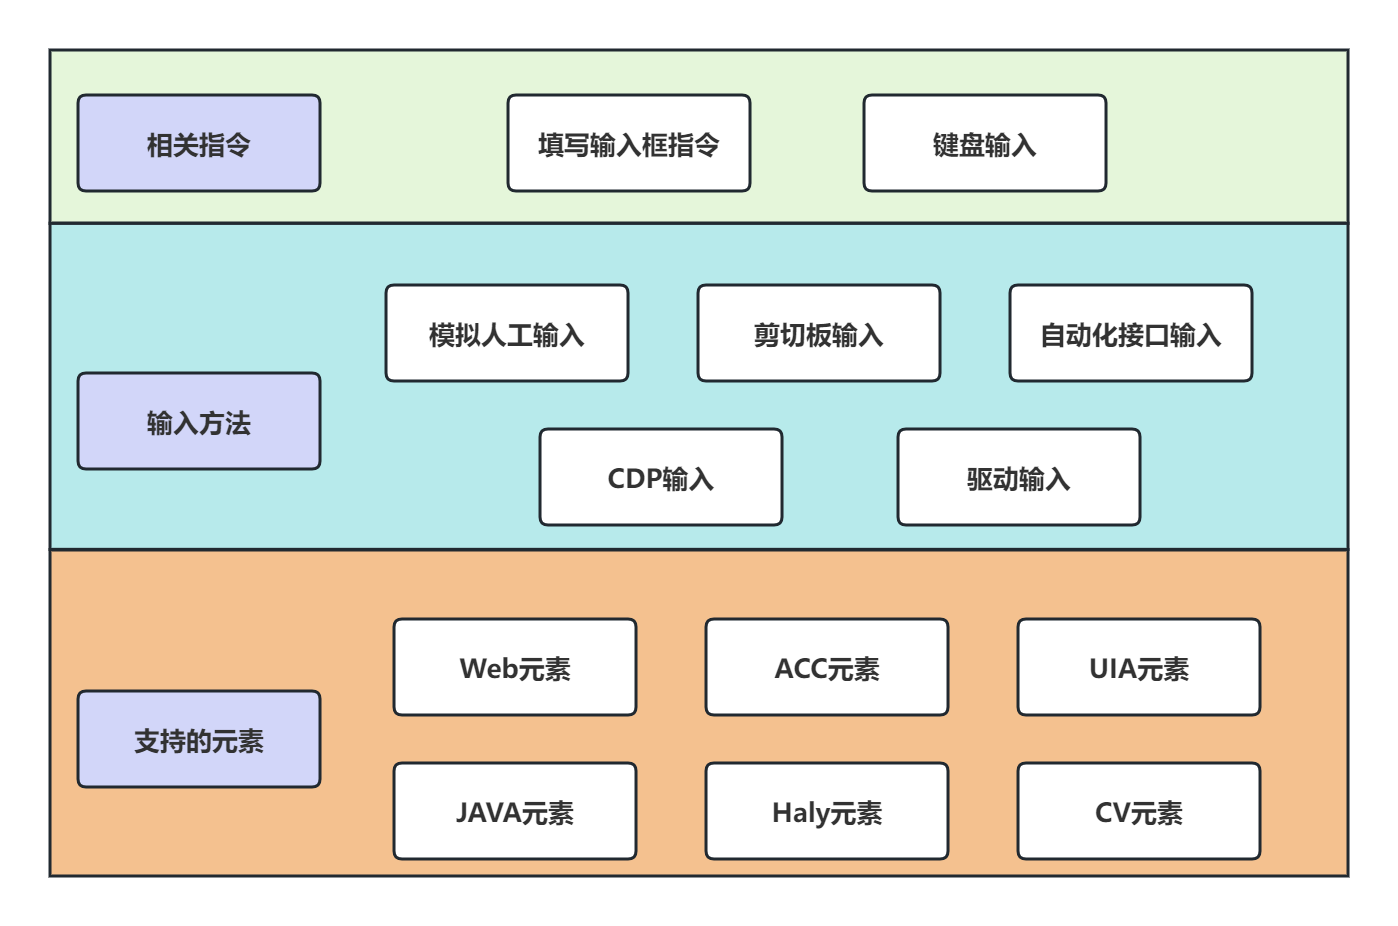 相关指令
填写输入框指令
键盘输入
输入方法
模拟人工输入
剪切板输入
自动化接口输入
CDP输入
驱动输入
支持的元素
Web元素
ACC元素
UIA元素
JAVA元素
Haly元素
CV元素